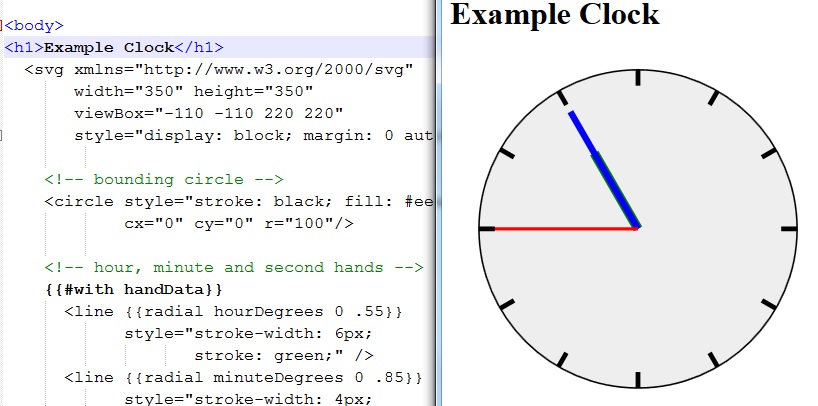 <body>
<h1>Example Clock</h1>
<svg xmlns="http://www.w3.org/2000/svg"
width="350" height="350"
viewBox="-110 -110 220 220"
style="display: block; margin: 0 aut
<!-- bounding circle -->
<circle style="stroke: black; fill: #ee
cx="0" cy="0" r="100"/>
<!-- hour, minute and second hands -->
{{#with handData}}
<line {{radial hourDegrees 0 .55}}
style="stroke-width: 6px;
stroke: green;" />
<line {{radial minuteDegrees 0 .85}}
style="stroke-width: 4px;
Example Clock